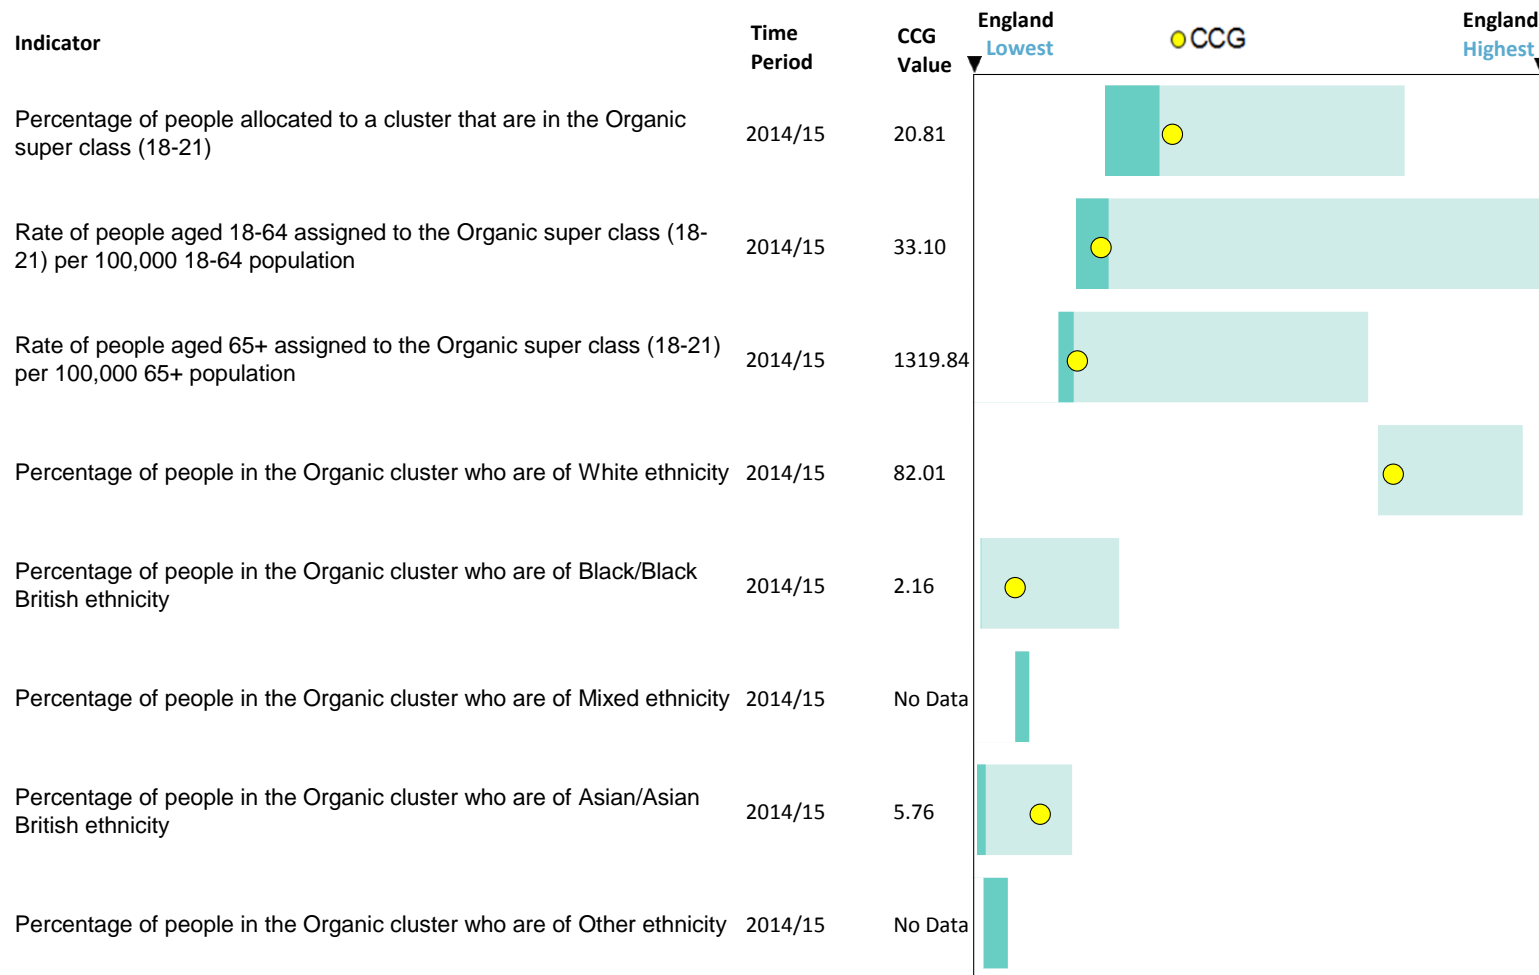 Indicator
Time
Period
CCG
Value
England
Lowest
CCG
England
Highest
Percentage of people allocated to a cluster that are in the Organic
super class (18-21)
2014/15
20.81
Rate of people aged 18-64 assigned to the Organic super class (18-
21) per 100,000 18-64 population
2014/15
33.10
Rate of people aged 65+ assigned to the Organic super class (18-21)
per 100,000 65+ population
2014/15
1319.84
Percentage of people in the Organic cluster who are of White ethnicity
2014/15
82.01
Percentage of people in the Organic cluster who are of Black/Black
British ethnicity
2014/15
2.16
Percentage of people in the Organic cluster who are of Mixed ethnicity
2014/15
No Data
Percentage of people in the Organic cluster who are of Asian/Asian
British ethnicity
2014/15
5.76
Percentage of people in the Organic cluster who are of Other ethnicity
2014/15
No Data